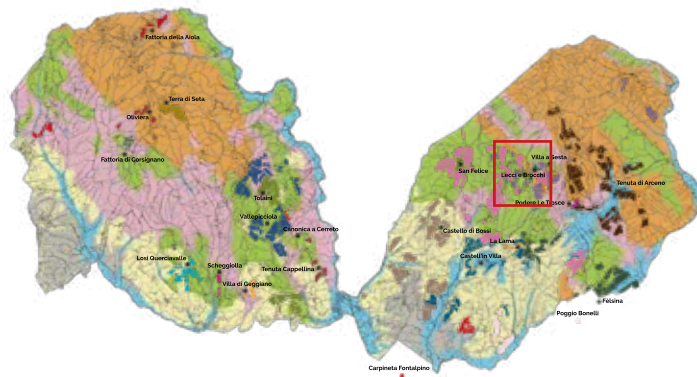 Fattoria della Aiola
Terra di Seta
Oliviera
Fattoria di Corsignano
San Felice
Villa a Sesta
Lecci e Brocchi
Tolaini
Tenuta di Arceno
Podere Le Tosco
Vallepicciola
Canonica a Cerreto
Castello di Bossi
La Lama
Castell'in Villa
Losi Querciavalle
Scheggiolla
Tenuta Cappellina
Villa di Geggiano
Fèlsina
Poggio Bonelli
Carpineta Fontalpino